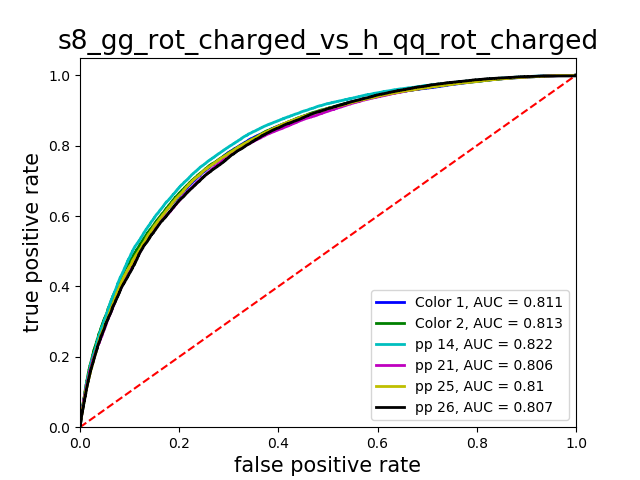 s8_gg_rot_charged_vs_h_qq_rot_charged
true positive rate
1.0
0.8
0.6
0.4
0.2
0.0
Color 1, AUC = 0.811
Color 2, AUC = 0.813
pp 14, AUC = 0.822
pp 21, AUC = 0.806
pp 25, AUC = 0.81
pp 26, AUC = 0.807
0.0 0.2 0.4 0.6 0.8 1.0
false positive rate